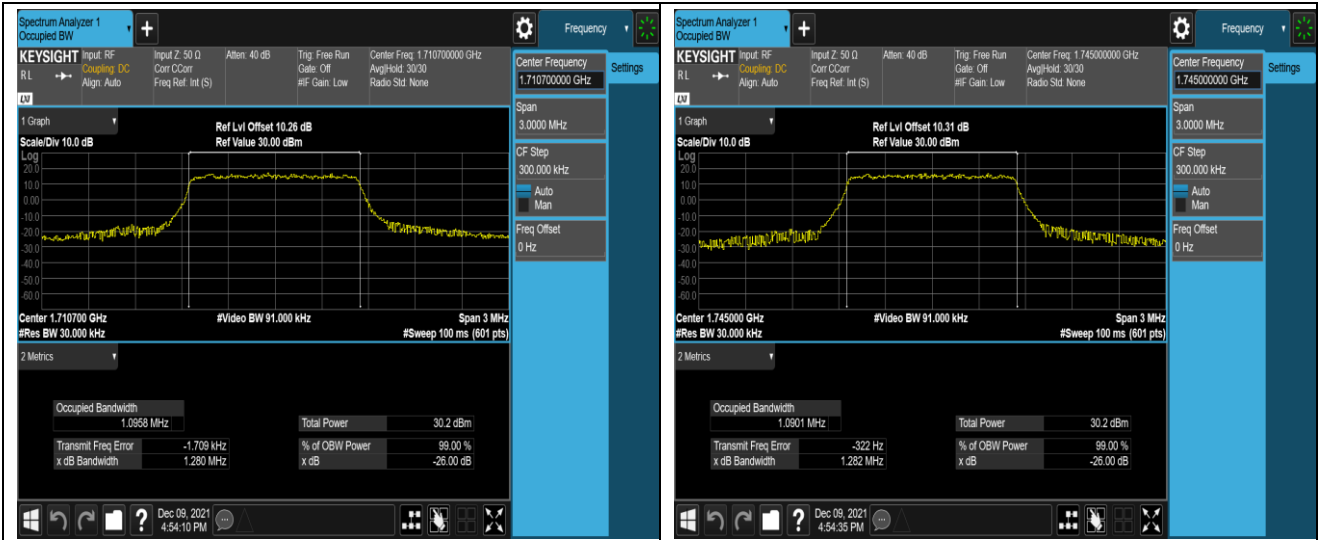 Spectrum Analyzer 1
Occupied BW
+
Frequency
KEYSIGHT Input: RF
R L
Coupling: DC
Align: Auto
Input Z: 50 Ω
Corr CCorr
Freq Ref: Int (S)
Atten: 40 dB
Trig: Free Run
Gate: Off
#IF Gain: Low
Center Freq: 1.710700000 GHz
Avg|Hold: 30/30
Radio Std: None
LXI
Center Frequency
1.710700000 GHz
Settings
Span
3.0000 MHz
CF Step
300.000 kHz
Auto
Man
Freq Offset
0 Hz
1 Graph
Scale/Div 10.0 dB
Ref Lvl Offset 10.26 dB
Ref Value 30.00 dBm
Log
20.0
10.0
0.00
-10.0
-20.0
-30.0
-40.0
-50.0
-60.0
Center 1.710700 GHz
#Res BW 30.000 kHz
#Video BW 91.000 kHz
Span 3 MHz
#Sweep 100 ms (601 pts)
2 Metrics
Occupied Bandwidth
1.0958 MHz
Total Power 30.2 dBm
Transmit Freq Error -1.709 kHz
% of OBW Power 99.00 %
x dB Bandwidth 1.280 MHz
x dB -26.00 dB
?
Dec 09, 2021
4:54:10 PM
Spectrum Analyzer 1
Occupied BW
+
Frequency
KEYSIGHT Input: RF
R L
Coupling: DC
Align: Auto
Input Z: 50 Ω
Corr CCorr
Freq Ref: Int (S)
Atten: 40 dB
Trig: Free Run
Gate: Off
#IF Gain: Low
Center Freq: 1.745000000 GHz
Avg|Hold: 30/30
Radio Std: None
LXI
Center Frequency
1.745000000 GHz
Settings
Span
3.0000 MHz
CF Step
300.000 kHz
Auto
Man
Freq Offset
0 Hz
1 Graph
Scale/Div 10.0 dB
Ref Lvl Offset 10.31 dB
Ref Value 30.00 dBm
Log
20.0
10.0
0.00
-10.0
-20.0
-30.0
-40.0
-50.0
-60.0
Center 1.745000 GHz
#Res BW 30.000 kHz
#Video BW 91.000 kHz
Span 3 MHz
#Sweep 100 ms (601 pts)
2 Metrics
Occupied Bandwidth
1.0901 MHz
Total Power 30.2 dBm
Transmit Freq Error -322 Hz
% of OBW Power 99.00 %
x dB Bandwidth 1.282 MHz
x dB -26.00 dB
?
Dec 09, 2021
4:54:35 PM